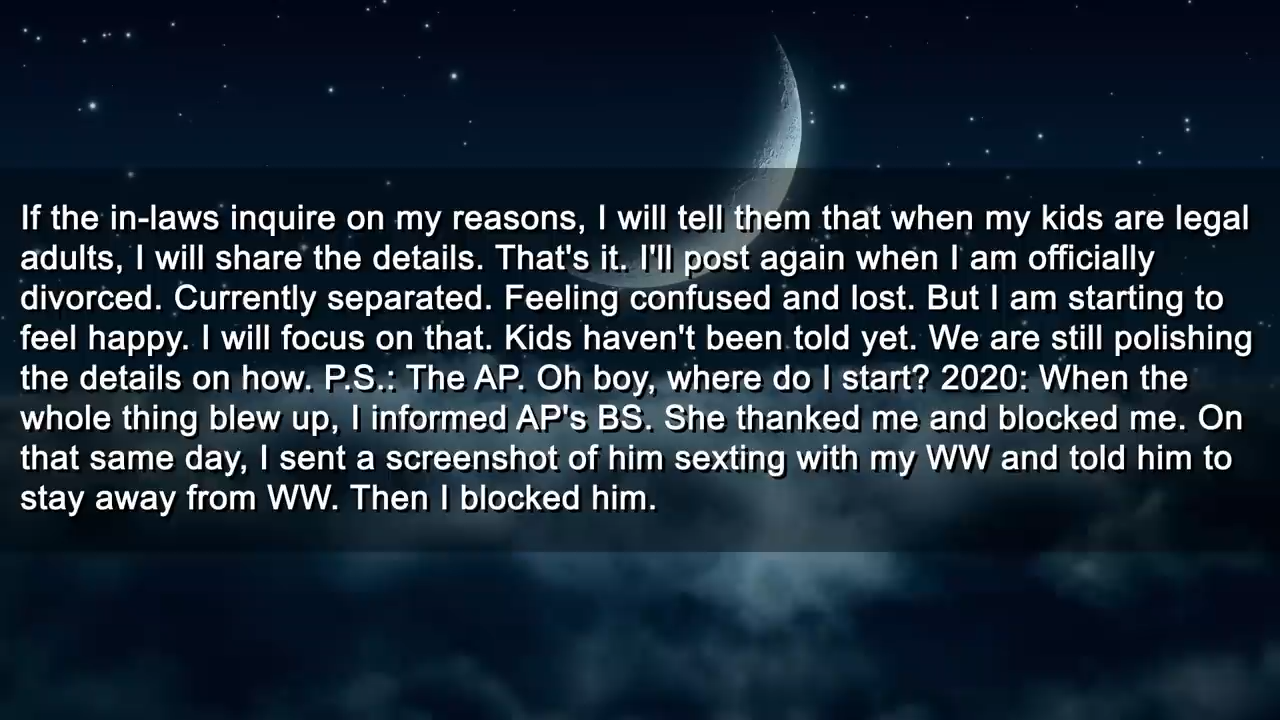 If the in-laws inquire on my reasons, I will tell them that when my kids are legal
adults, I will share the details. That's it. I'll post again when I am officially
divorced. Currently separated. Feeling confused and lost. But I am starting to
feel happy. I will focus on that. Kids haven't been told yet. We are still polishing
the details on how. P.S.: The AP. Oh boy, where do I start? 2020: When the
whole thing blew up, I informed AP's BS. She thanked me and blocked me. On
that same day, I sent a screenshot of him sexting with my WW and told him to
stay away from WW. Then I blocked him.